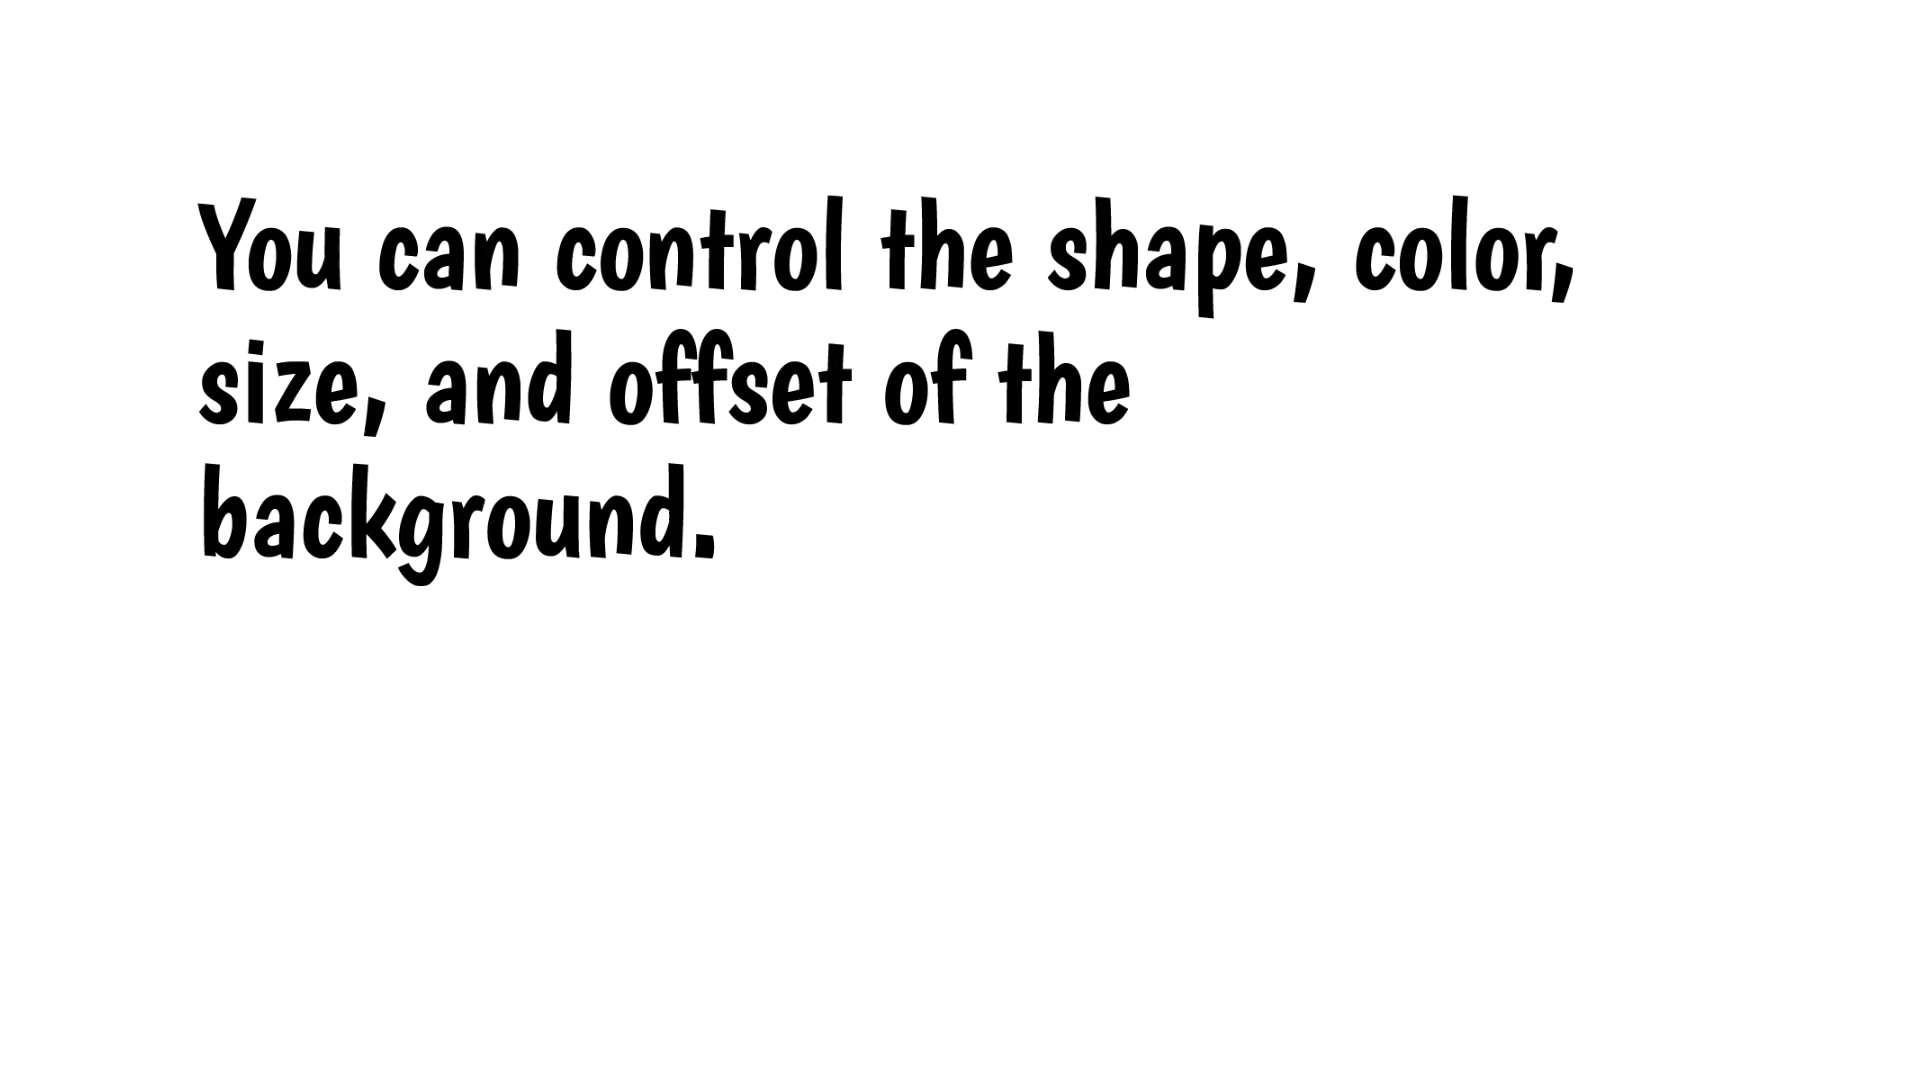 You can control the shape, color,
size, and offset of the
background.